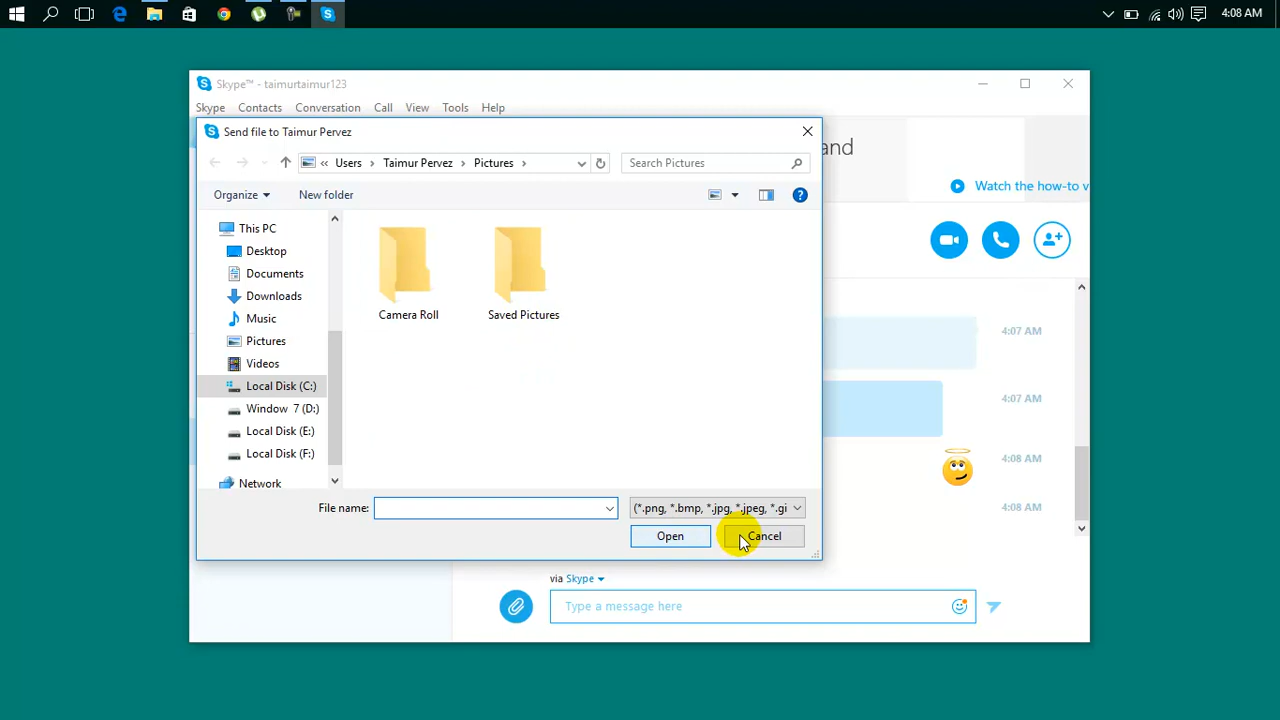 4:08 AM
Skype™ - taimurtaimur123
Skype Contacts Conversation Call View Tools Help
Send file to Taimur Pervez
and
« Users > Taimur Pervez > Pictures >
Search Pictures
Watch the how-to v
Organize
New folder
This PC
Desktop
Documents
Downloads
Music
Pictures
Videos
Local Disk (C:)
Window 7 (D:)
Local Disk (E:)
Local Disk (F:)
Network
Camera Roll
Saved Pictures
4:07 AM
4:07 AM
4:08 AM
4:08 AM
File name:
(*.png, *.bmp, *.jpg, *.jpeg, *.gi
Open
Cancel
via Skype
Type a message here